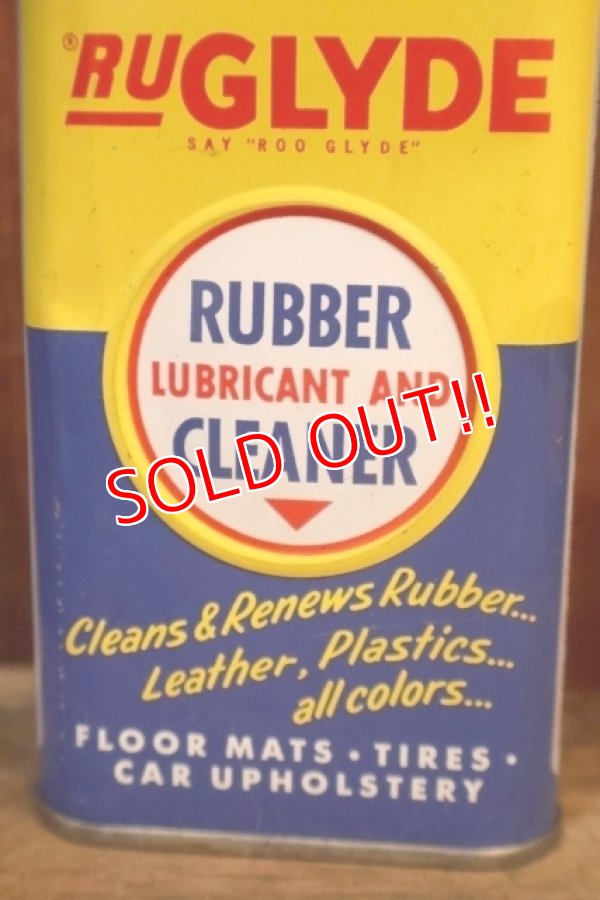 ®RUGLYDE
SAY "ROO GLYDE"
RUBBER
LUBRICANT AND
CLEANER
SOLD OUT!!
Cleans & Renews Rubber...
Leather, Plastics...
all colors...
FLOOR MATS • TIRES •
CAR UPHOLSTERY